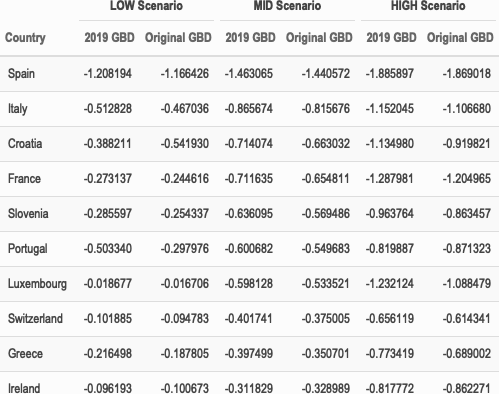 LOW Scenario MID Scenario HIGH Scenario
Country 2019 GBD Original GBD 2019 GBD Original GBD 2019 GBD Original GBD
Spain -1.208194 -1.166426 -1.463065 -1.440572 -1.885897 -1.869018
Italy -0.512828 -0.467036 -0.865674 -0.815676 -1.152045 -1.106680
Croatia -0.388211 -0.541930 -0.714074 -0.663032 -1.134980 -0.919821
France -0.273137 -0.244616 -0.711635 -0.654811 -1.287981 -1.204965
Slovenia -0.285597 -0.254337 -0.636095 -0.569486 -0.963764 -0.863457
Portugal -0.503340 -0.297976 -0.600682 -0.549683 -0.819887 -0.871323
Luxembourg -0.018677 -0.016706 -0.598128 -0.533521 -1.232124 -1.088479
Switzerland -0.101885 -0.094783 -0.401741 -0.375005 -0.656119 -0.614341
Greece -0.216498 -0.187805 -0.397499 -0.350701 -0.773419 -0.689002
Ireland -0.096193 -0.100673 -0.311829 -0.328989 -0.817772 -0.862271